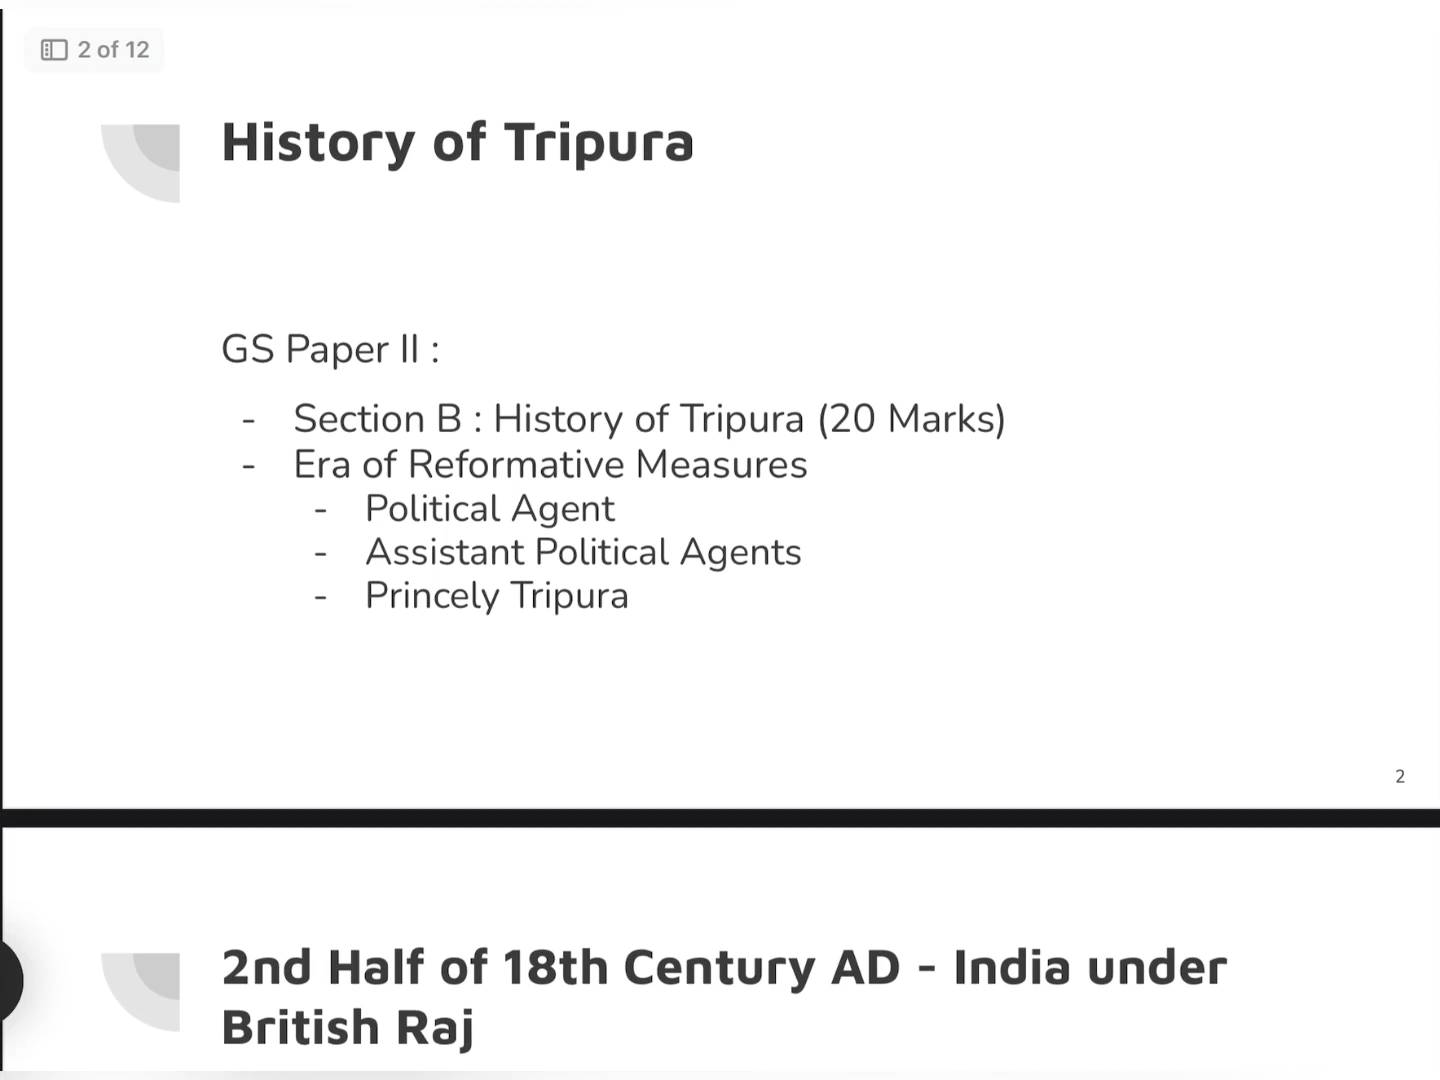 2 of 12
History of Tripura
GS Paper II :
- Section B : History of Tripura (20 Marks)
- Era of Reformative Measures
- Political Agent
- Assistant Political Agents
- Princely Tripura
2
2nd Half of 18th Century AD - India under
British Raj